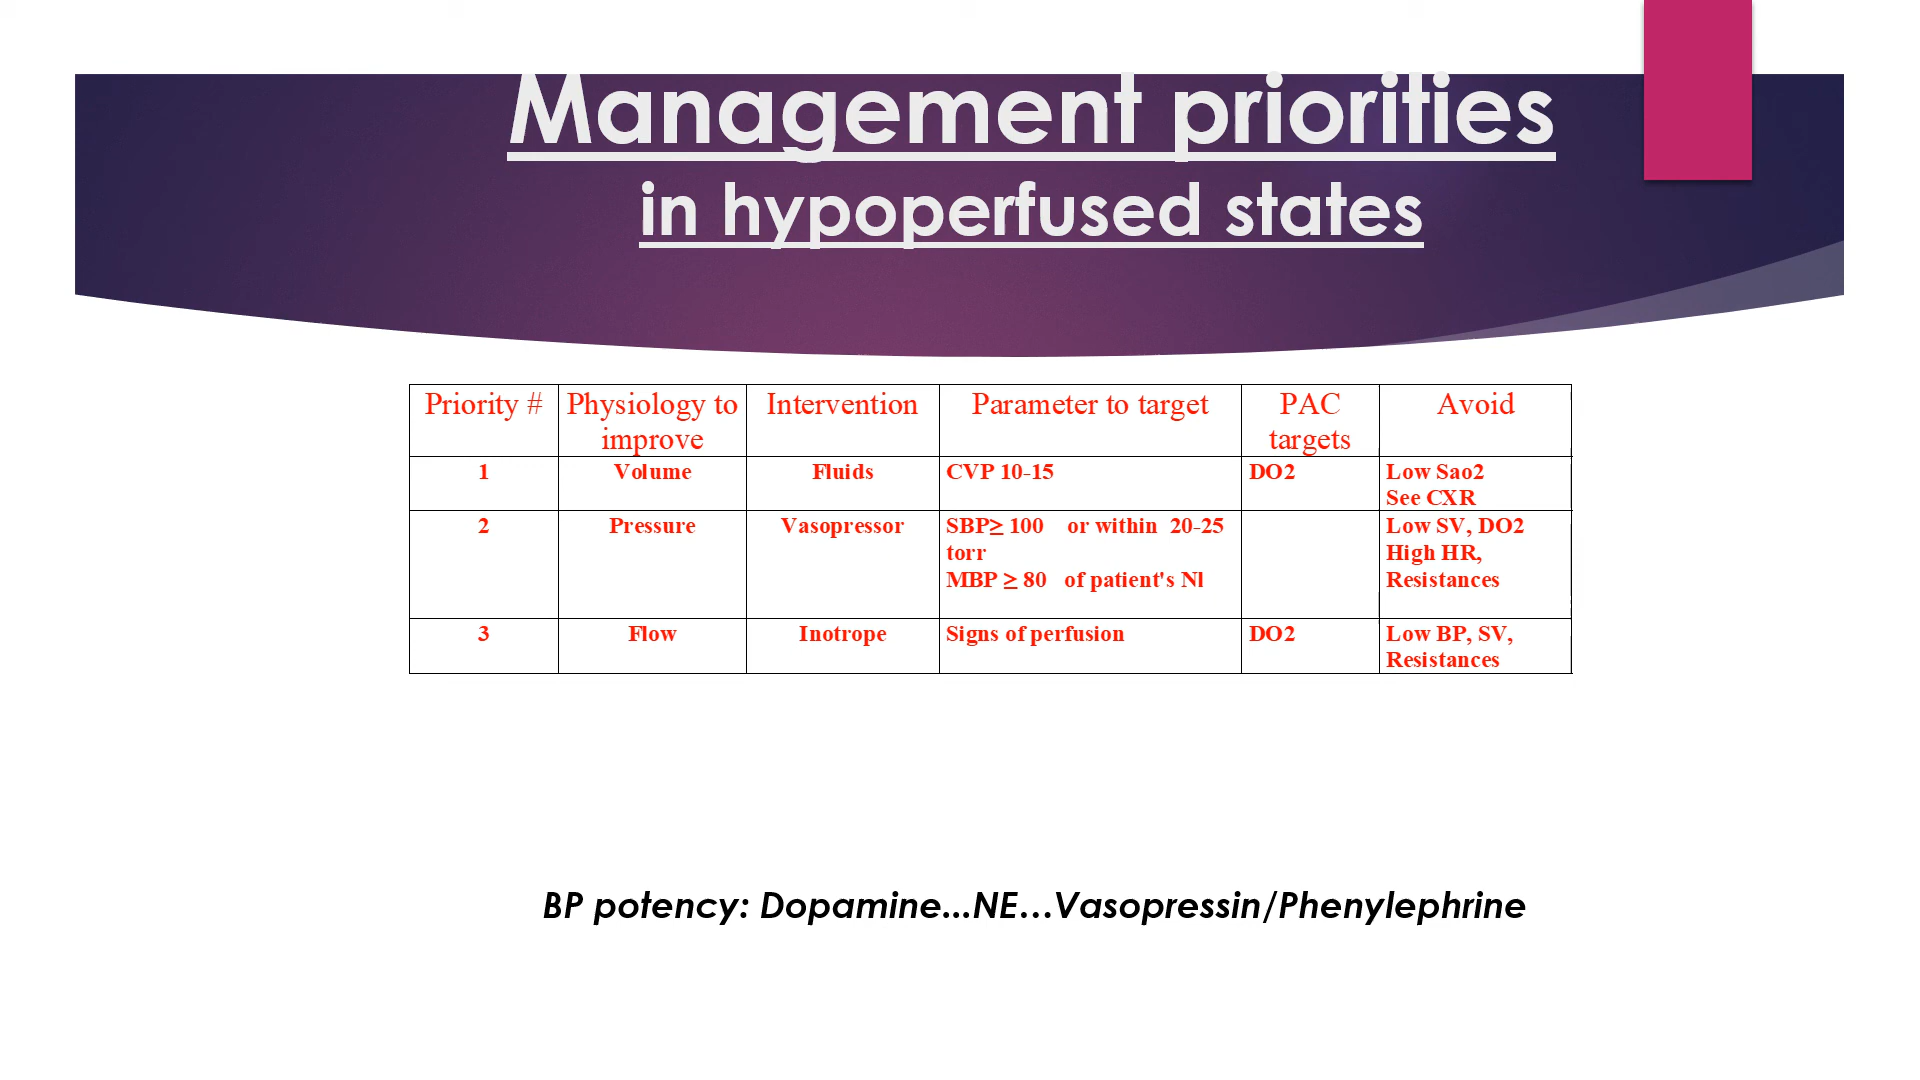 Management priorities
in hypoperfused states
Priority # Physiology to improve Intervention Parameter to target PAC targets Avoid
1 Volume Fluids CVP 10-15 DO2 Low Sao2
See CXR
2 Pressure Vasopressor SBP≥ 100 or within 20-25 torr
MBP ≥ 80 of patient's Nl
Low SV, DO2
High HR,
Resistances
3 Flow Inotrope Signs of perfusion DO2 Low BP, SV,
Resistances
BP potency: Dopamine...NE...Vasopressin/Phenylephrine